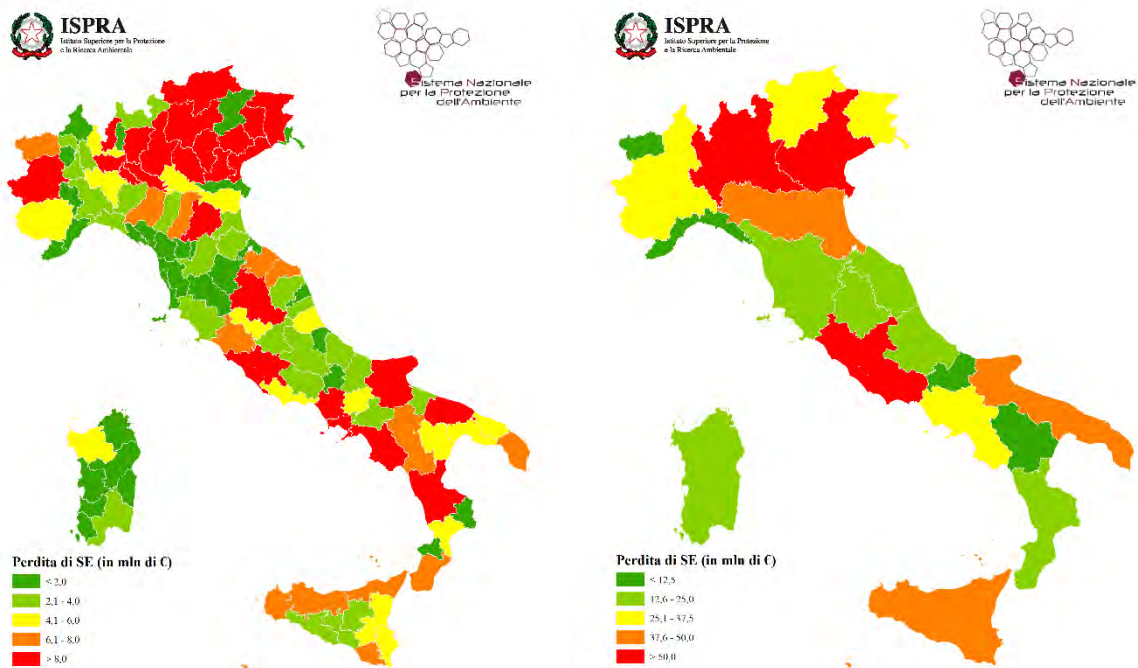 ISPRA
Istituto Superiore per la Protezione
e la Ricerca Ambientale
Sistema Nazionale
per la Protezione
dell'Ambiente
Perdita di SE (in mln di €)
< 2,0
2,1 - 4,0
4,1 - 6,0
6,1 - 8,0
> 8,0
ISPRA
Istituto Superiore per la Protezione
e la Ricerca Ambientale
Sistema Nazionale
per la Protezione
dell'Ambiente
Perdita di SE (in mln di €)
< 12,5
12,6 - 25,0
25,1 - 37,5
37,6 - 50,0
> 50,0